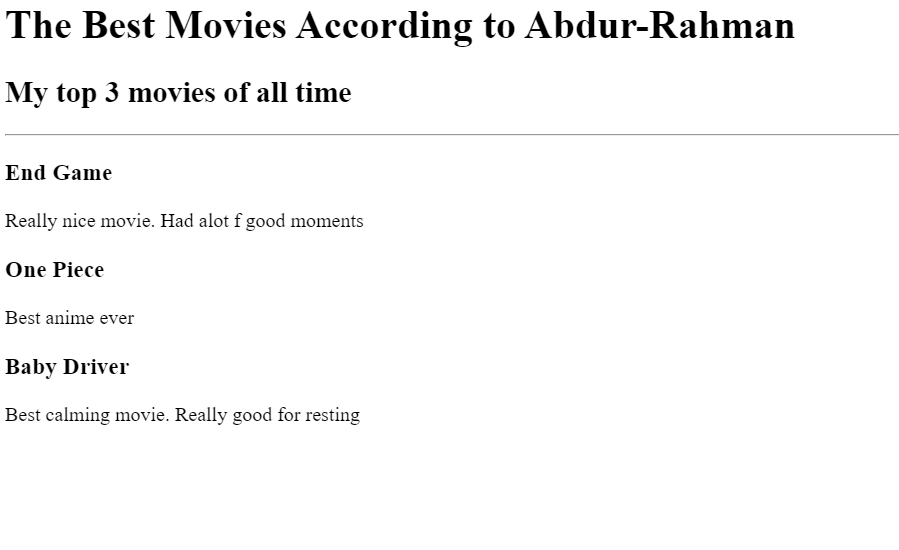 The Best Movies According to Abdur-Rahman
My top 3 movies of all time
End Game
Really nice movie. Had alot f good moments
One Piece
Best anime ever
Baby Driver
Best calming movie. Really good for resting